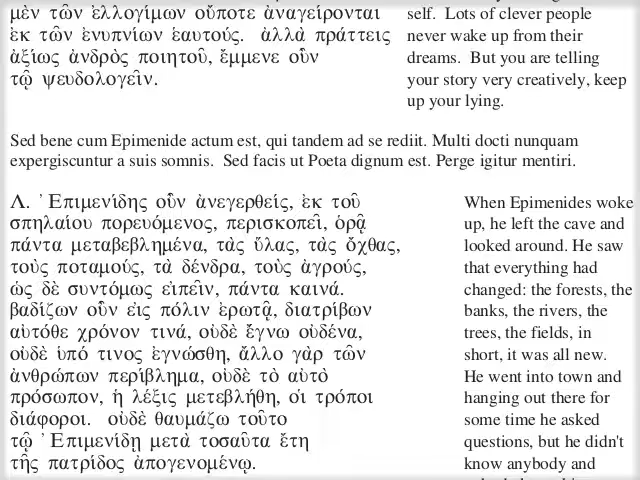 μὲν τῶν ἐλλογίμων οὔποτε ἀναγείρονται
ἐκ τῶν ἐνυπνίων ἑαυτούς. ἀλλὰ πράττεις
ἀξίως ἀνδρὸς ποιητοῦ, ἔμμενε οὖν
τῷ ψευδολογεῖν.
self. Lots of clever people
never wake up from their
dreams. But you are telling
your story very creatively, keep
up your lying.
Sed bene cum Epimenide actum est, qui tandem ad se rediit. Multi docti nunquam
expergiscuntur a suis somnis. Sed facis ut Poeta dignum est. Perge igitur mentiri.
Λ. Ἐπιμενίδης οὖν ἀνεγερθείς, ἐκ τοῦ
σπηλαίου πορευόμενος, περισκοπεῖ, ὁρᾷ
πάντα μεταβεβλημένα, τὰς ὕλας, τὰς ὄχθας,
τοὺς ποταμούς, τὰ δένδρα, τοὺς ἀγρούς,
ὡς δὲ συντόμως εἰπεῖν, πάντα καινά.
βαδίζων οὖν εἰς πόλιν ἐρωτᾷ, διατρίβων
αὐτόθε χρόνον τινά, οὐδὲ ἔγνω οὐδένα,
οὐδὲ ὑπό τινος ἐγνώσθη, ἄλλο γὰρ τῶν
ἀνθρώπων περίβλημα, οὐδὲ τὸ αὐτὸ
πρόσωπον, ἡ λέξις μετεβλήθη, οἱ τρόποι
διάφοροι. οὐδὲ θαυμάζω τοῦτο
τῷ Ἐπιμενίδῃ μετὰ τοσαῦτα ἔτη
τῆς πατρίδος ἀπογενομένῳ.
When Epimenides woke
up, he left the cave and
looked around. He saw
that everything had
changed: the forests, the
banks, the rivers, the
trees, the fields, in
short, it was all new.
He went into town and
hanging out there for
some time he asked
questions, but he didn't
know anybody and